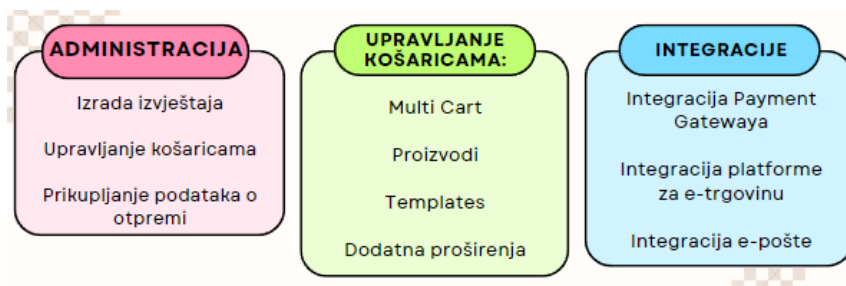 ADMINISTRACIJA
Izrada izvještaja
Upravljanje košaricama
Prikupljanje podataka o
otpremi
UPRAVLJANJE
KOŠARICAMA:
Multi Cart
Proizvodi
Templates
Dodatna proširenja
INTEGRACIJE
Integracija Payment
Gatewaya
Integracija platforme
za e-trgovinu
Integracija e-pošte